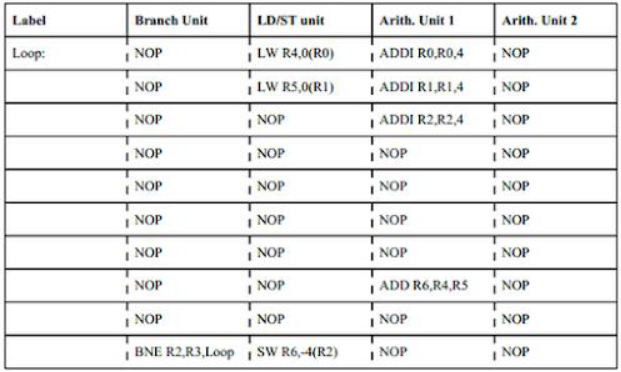 Label Branch Unit LD/ST unit Arith. Unit 1 Arith. Unit 2
Loop: NOP LW R4,0(R0) ADDI R0,R0,4 NOP
NOP LW R5,0(R1) ADDI R1,R1,4 NOP
NOP NOP ADDI R2,R2,4 NOP
NOP NOP NOP NOP
NOP NOP NOP NOP
NOP NOP NOP NOP
NOP NOP NOP NOP
NOP NOP ADD R6,R4,R5 NOP
NOP NOP NOP NOP
BNE R2,R3,Loop SW R6,-4(R2) NOP NOP